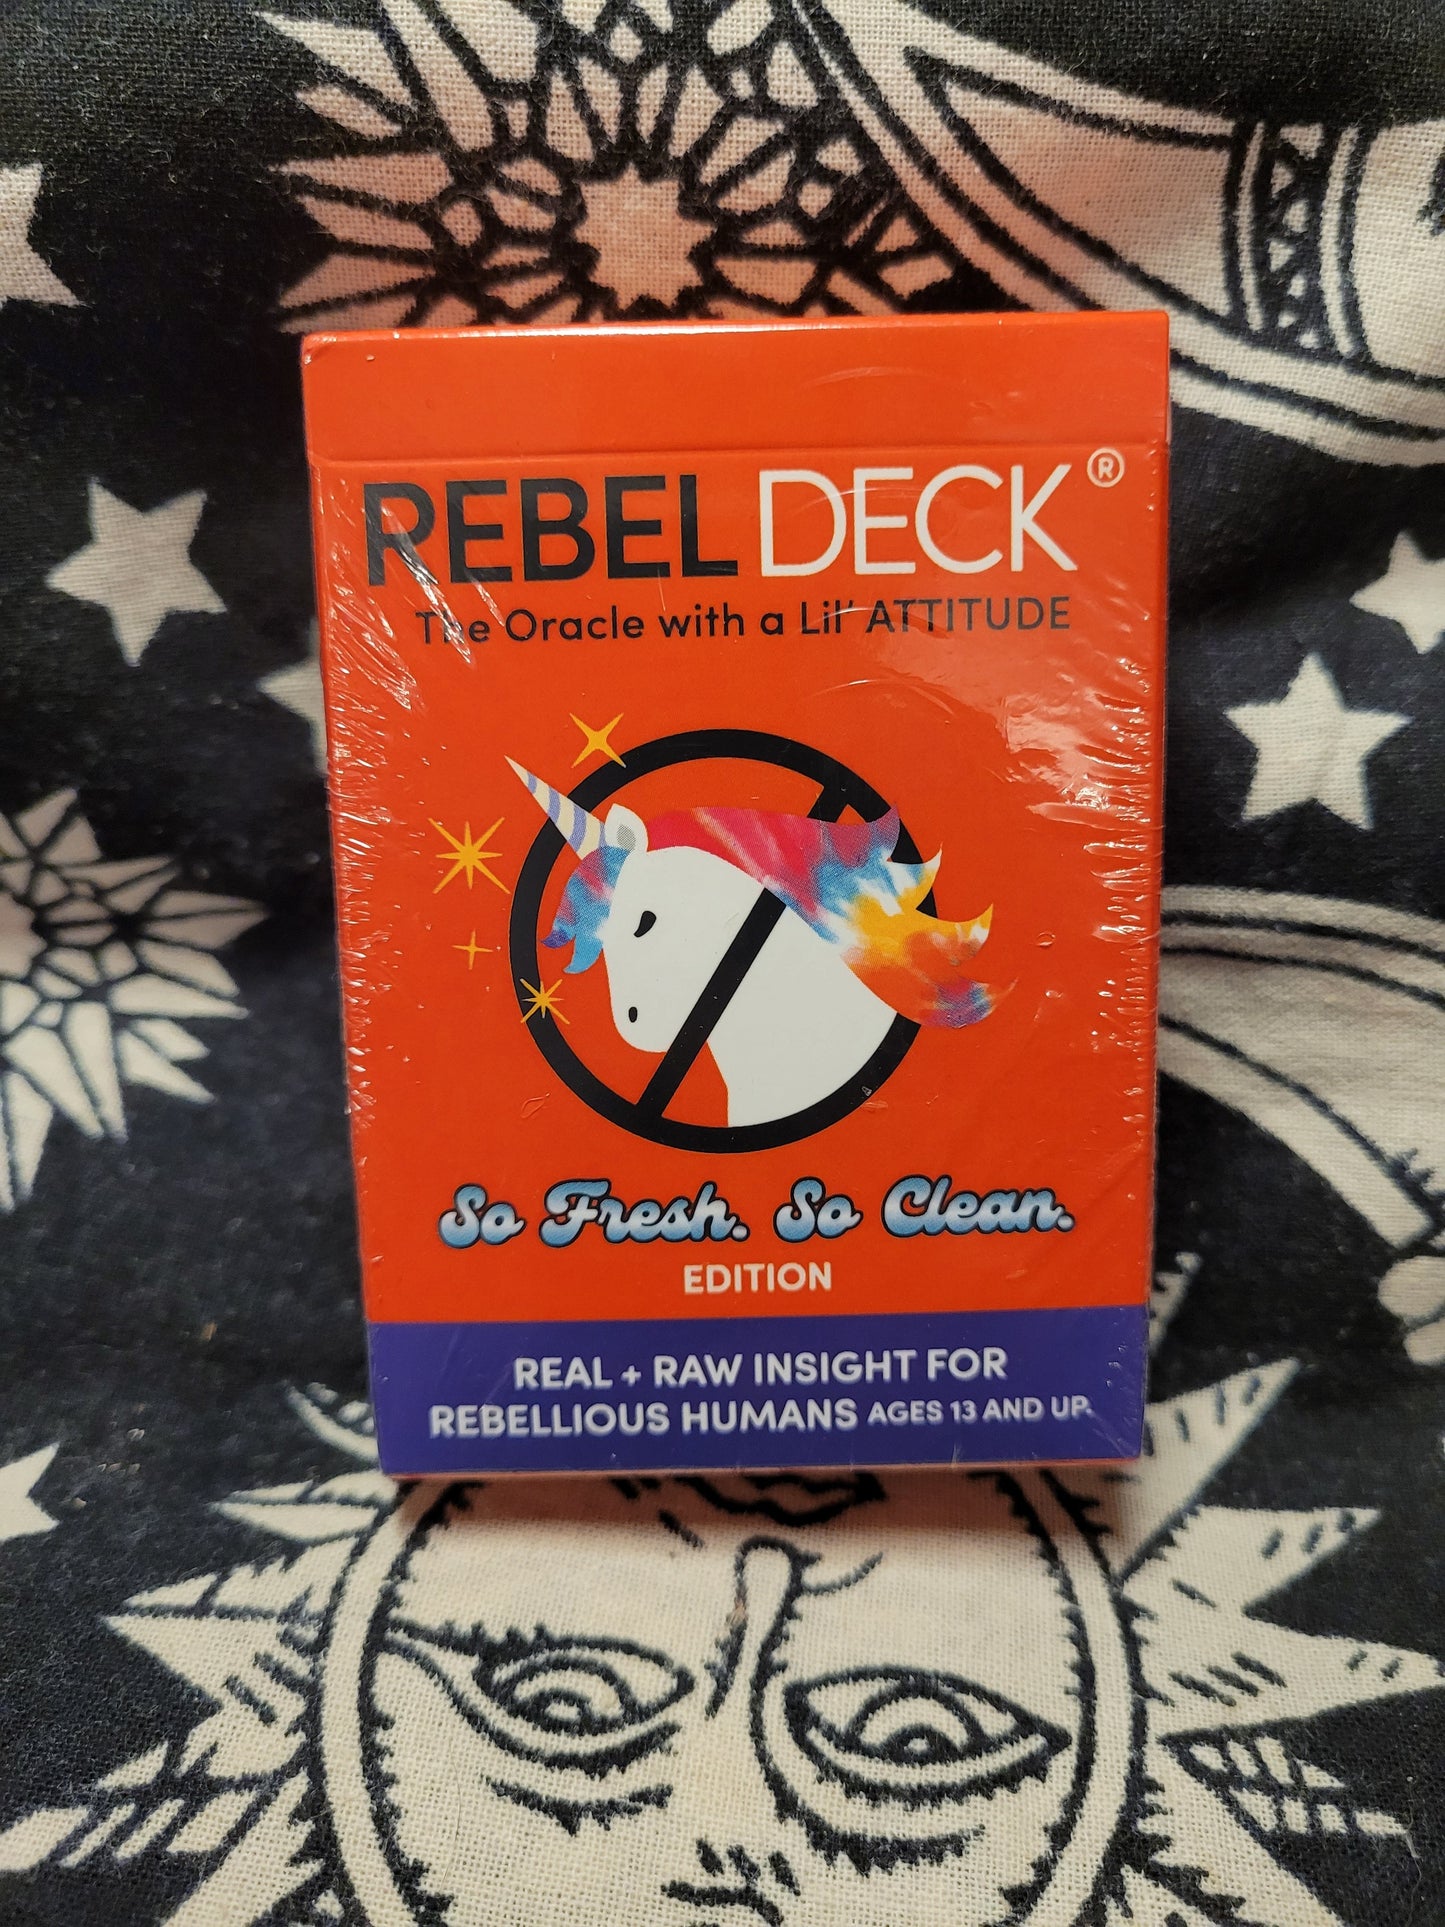 REBEL DECK®
The Oracle with a Lil' ATTITUDE
So Fresh. So Clean.
EDITION
REAL + RAW INSIGHT FOR
REBELLIOUS HUMANS AGES 13 AND UP.